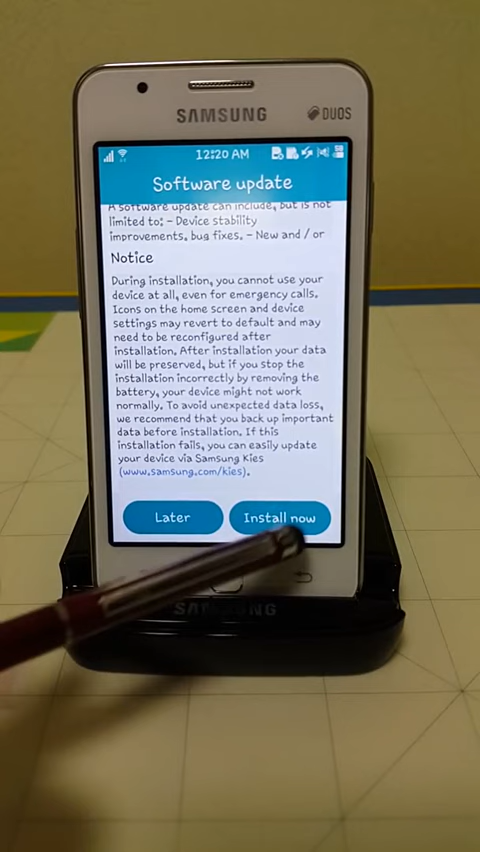 SAMSUNG DUOS
12:20 AM
Software update
A software update can include, but is not
limited to: - Device stability
improvements, bug fixes. - New and / or
Notice
During installation, you cannot use your
device at all, even for emergency calls.
Icons on the home screen and device
settings may revert to default and may
need to be reconfigured after
installation. After installation your data
will be preserved, but if you stop the
installation incorrectly by removing the
battery, your device might not work
normally. To avoid unexpected data loss,
we recommend that you back up important
data before installation. If this
installation fails, you can easily update
your device via Samsung Kies
(www.samsung.com/kies).
Later Install now
SAMSUNG